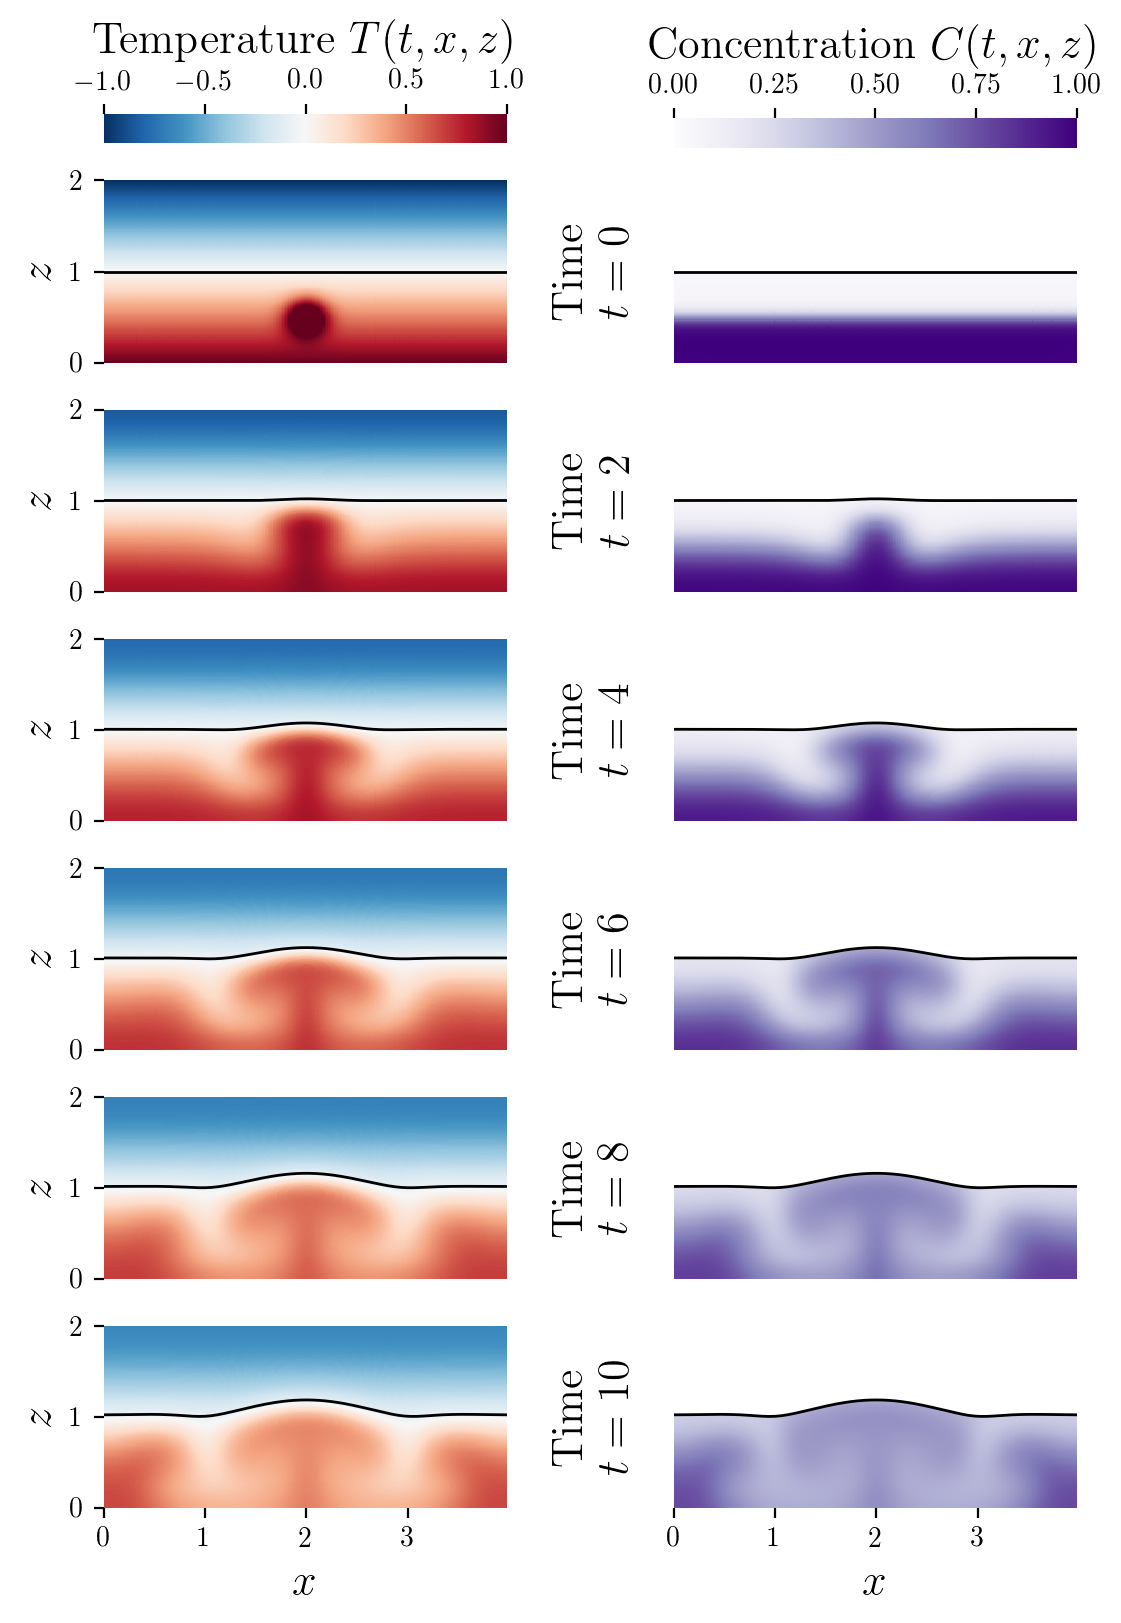 Temperature T(t, x, z)
−1.0 −0.5 0.0 0.5 1.0
Concentration C(t, x, z)
0.00 0.25 0.50 0.75 1.00
2
z 1
0
Time
t = 0
2
z 1
0
Time
t = 2
2
z 1
0
Time
t = 4
2
z 1
0
Time
t = 6
2
z 1
0
Time
t = 8
2
z 1
0
Time
t = 10
0 1 2 3
x
0 1 2 3
x